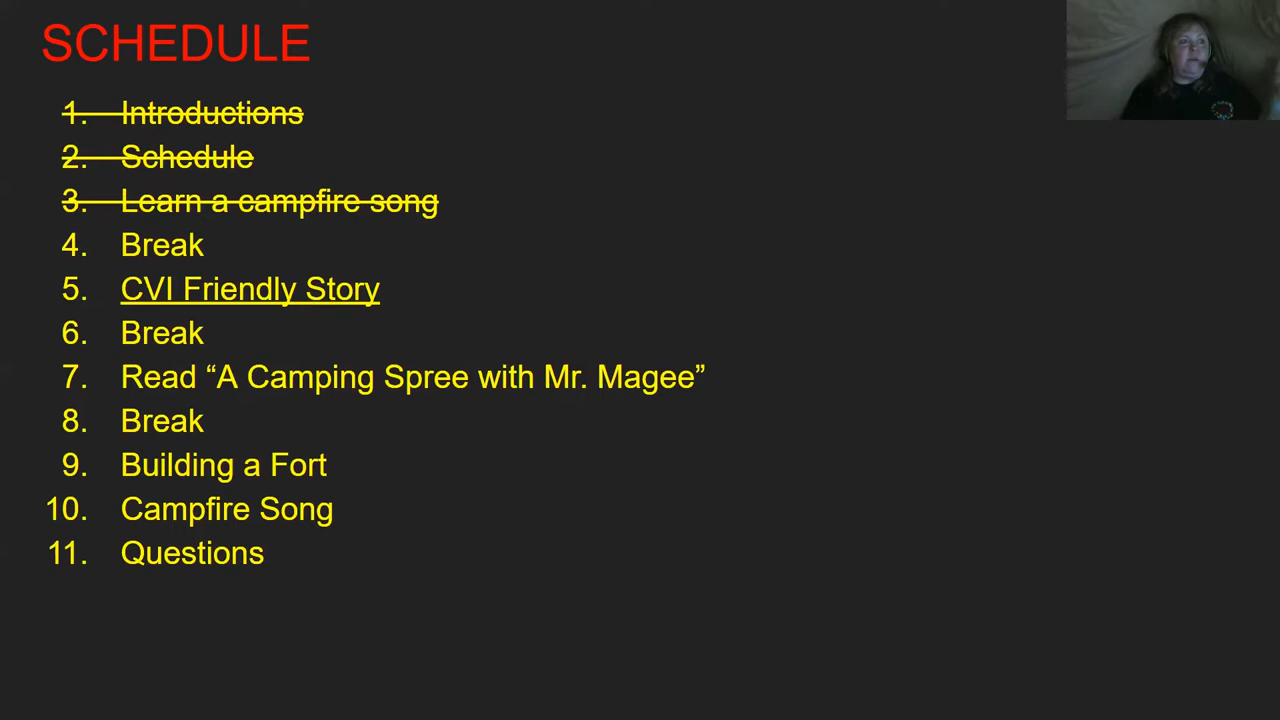 SCHEDULE
1. Introductions
2. Schedule
3. Learn a campfire song
4. Break
5. CVI Friendly Story
6. Break
7. Read “A Camping Spree with Mr. Magee”
8. Break
9. Building a Fort
10. Campfire Song
11. Questions